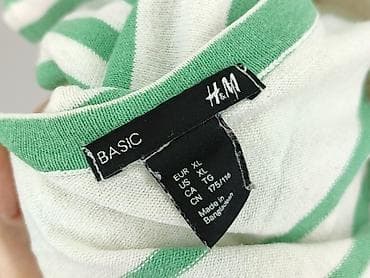 BASIC H&M
EUR XL
US XL
CA TG
CN 175/116
Made in
Bangladesh